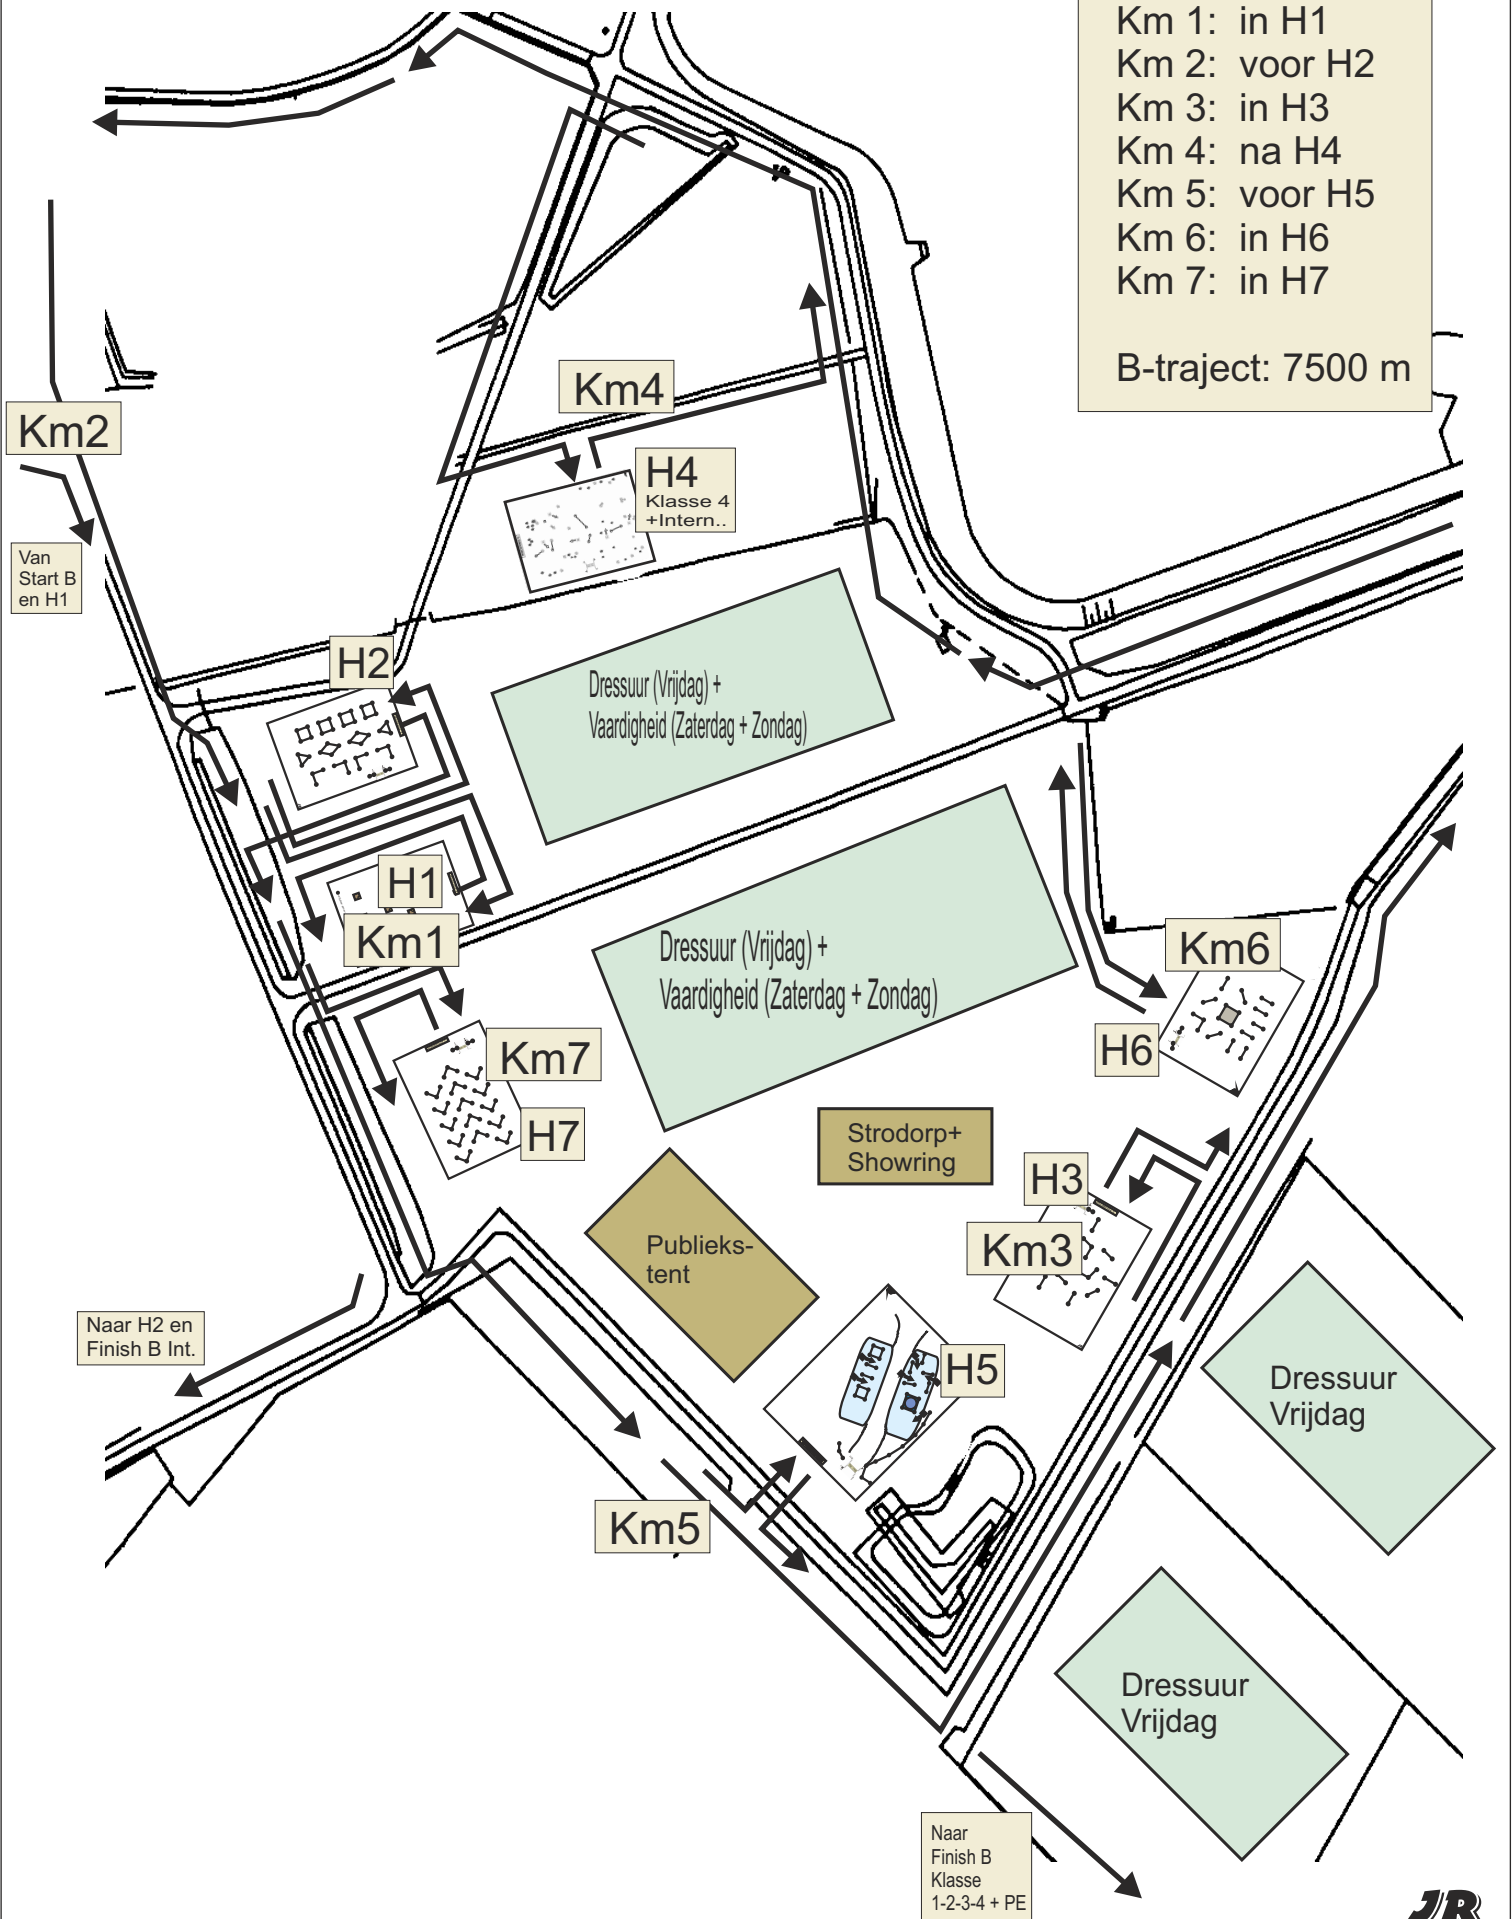 Km 1: in H1
Km 2: voor H2
Km 3: in H3
Km 4: na H4
Km 5: voor H5
Km 6: in H6
Km 7: in H7
B-traject: 7500 m
Km4
Km2
H4
Klasse 4
+Intern..
Van
Start B
en H1
H2
Dressuur (Vrijdag) +
Vaardigheid (Zaterdag + Zondag)
H1
Km1
Dressuur (Vrijdag) +
Vaardigheid (Zaterdag + Zondag)
Km6
H6
Km7
H7
Strodorp+
Showring
H3
Km3
Publieks-
tent
Naar H2 en
Finish B Int.
H5
Dressuur
Vrijdag
Km5
Dressuur
Vrijdag
Naar
Finish B
Klasse
1-2-3-4 + PE
JR